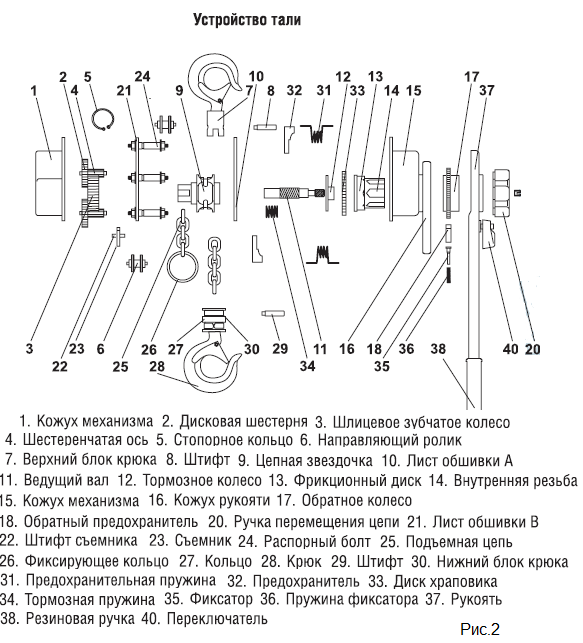 Устройство тали
10
2 5 24 9 7 8 32 31 12 13 17
1 4 21 33 14 15 37
3 23 6 26 27 30 29 11 16 18 36 38 40 20
22 25 28 34 35
1. Кожух механизма 2. Дисковая шестерня 3. Шлицевое зубчатое колесо
4. Шестеренчатая ось 5. Стопорное кольцо 6. Направляющий ролик
7. Верхний блок крюка 8. Штифт 9. Цепная звездочка 10. Лист обшивки А
11. Ведущий вал 12. Тормозное колесо 13. Фрикционный диск 14. Внутренняя резьба
15. Кожух механизма 16. Кожух рукояти 17. Обратное колесо
18. Обратный предохранитель 20. Ручка перемещения цепи 21. Лист обшивки В
22. Штифт съемника 23. Съемник 24. Распорный болт 25. Подъемная цепь
26. Фиксирующее кольцо 27. Кольцо 28. Крюк 29. Штифт 30. Нижний блок крюка
31. Предохранительная пружина 32. Предохранитель 33. Диск храповика
34. Тормозная пружина 35. Фиксатор 36. Пружина фиксатора 37. Рукоять
38. Резиновая ручка 40. Переключатель
Рис.2